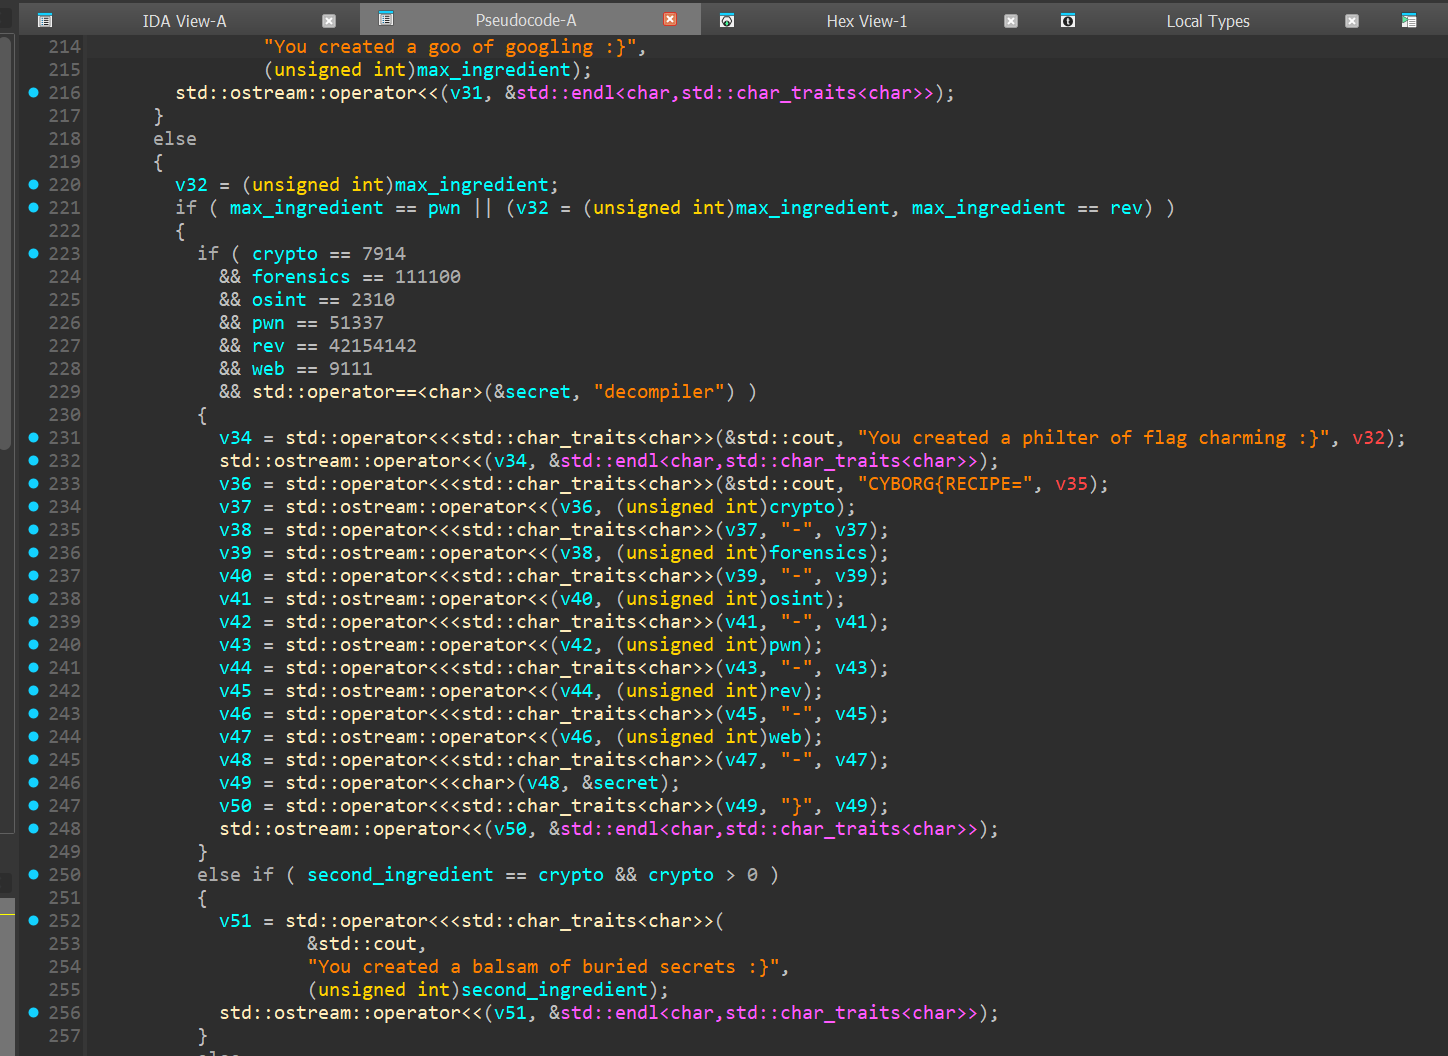 IDA View-A Pseudocode-A Hex View-1 Local Types
214 "You created a goo of googling :}",
215 (unsigned int)max_ingredient);
216 std::ostream::operator<<(v31, &std::endl<char,std::char_traits<char>>);
217 }
218 else
219 {
220 v32 = (unsigned int)max_ingredient;
221 if ( max_ingredient == pwn || (v32 = (unsigned int)max_ingredient, max_ingredient == rev) )
222 {
223 if ( crypto == 7914
224 && forensics == 111100
225 && osint == 2310
226 && pwn == 51337
227 && rev == 42154142
228 && web == 9111
229 && std::operator==<char>(&secret, "decompiler") )
230 {
231 v34 = std::operator<<<std::char_traits<char>>(&std::cout, "You created a philter of flag charming :}", v32);
232 std::ostream::operator<<(v34, &std::endl<char,std::char_traits<char>>);
233 v36 = std::operator<<<std::char_traits<char>>(&std::cout, "CYBORG{RECIPE=", v35);
234 v37 = std::ostream::operator<<(v36, (unsigned int)crypto);
235 v38 = std::operator<<<std::char_traits<char>>(v37, "-", v37);
236 v39 = std::ostream::operator<<(v38, (unsigned int)forensics);
237 v40 = std::operator<<<std::char_traits<char>>(v39, "-", v39);
238 v41 = std::ostream::operator<<(v40, (unsigned int)osint);
239 v42 = std::operator<<<std::char_traits<char>>(v41, "-", v41);
240 v43 = std::ostream::operator<<(v42, (unsigned int)pwn);
241 v44 = std::operator<<<std::char_traits<char>>(v43, "-", v43);
242 v45 = std::ostream::operator<<(v44, (unsigned int)rev);
243 v46 = std::operator<<<std::char_traits<char>>(v45, "-", v45);
244 v47 = std::ostream::operator<<(v46, (unsigned int)web);
245 v48 = std::operator<<<std::char_traits<char>>(v47, "-", v47);
246 v49 = std::operator<<<char>(v48, &secret);
247 v50 = std::operator<<<std::char_traits<char>>(v49, "}", v49);
248 std::ostream::operator<<(v50, &std::endl<char,std::char_traits<char>>);
249 }
250 else if ( second_ingredient == crypto && crypto > 0 )
251 {
252 v51 = std::operator<<<std::char_traits<char>>(
253 &std::cout,
254 "You created a balsam of buried secrets :}",
255 (unsigned int)second_ingredient);
256 std::ostream::operator<<(v51, &std::endl<char,std::char_traits<char>>);
257 }